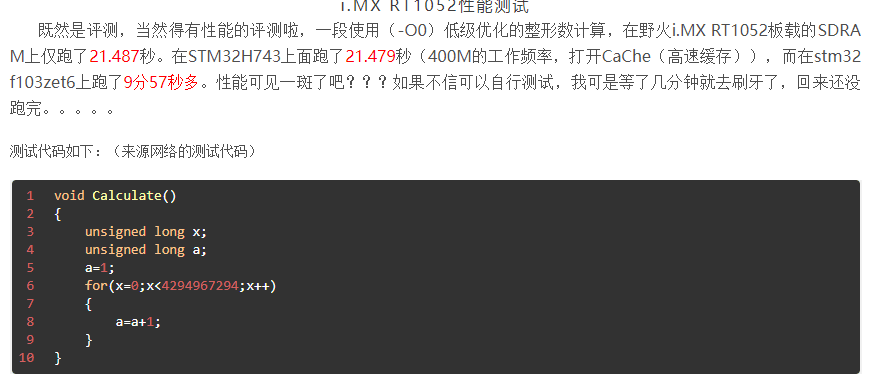 i.MX RT1052性能测试
既然是评测，当然得有性能的评测啦，一段使用（-O0）低级优化的整形数计算，在野火i.MX RT1052板载的SDRA
M上仅跑了21.487秒。在STM32H743上面跑了21.479秒（400M的工作频率，打开CaChe（高速缓存）），而在stm32
f103zet6上跑了9分57秒多。性能可见一斑了吧？？？如果不信可以自行测试，我可是等了几分钟就去刷牙了，回来还没
跑完。。。。。
测试代码如下：（来源网络的测试代码）
1 void Calculate()
2 {
3 unsigned long x;
4 unsigned long a;
5 a=1;
6 for(x=0;x<4294967294;x++)
7 {
8 a=a+1;
9 }
10 }